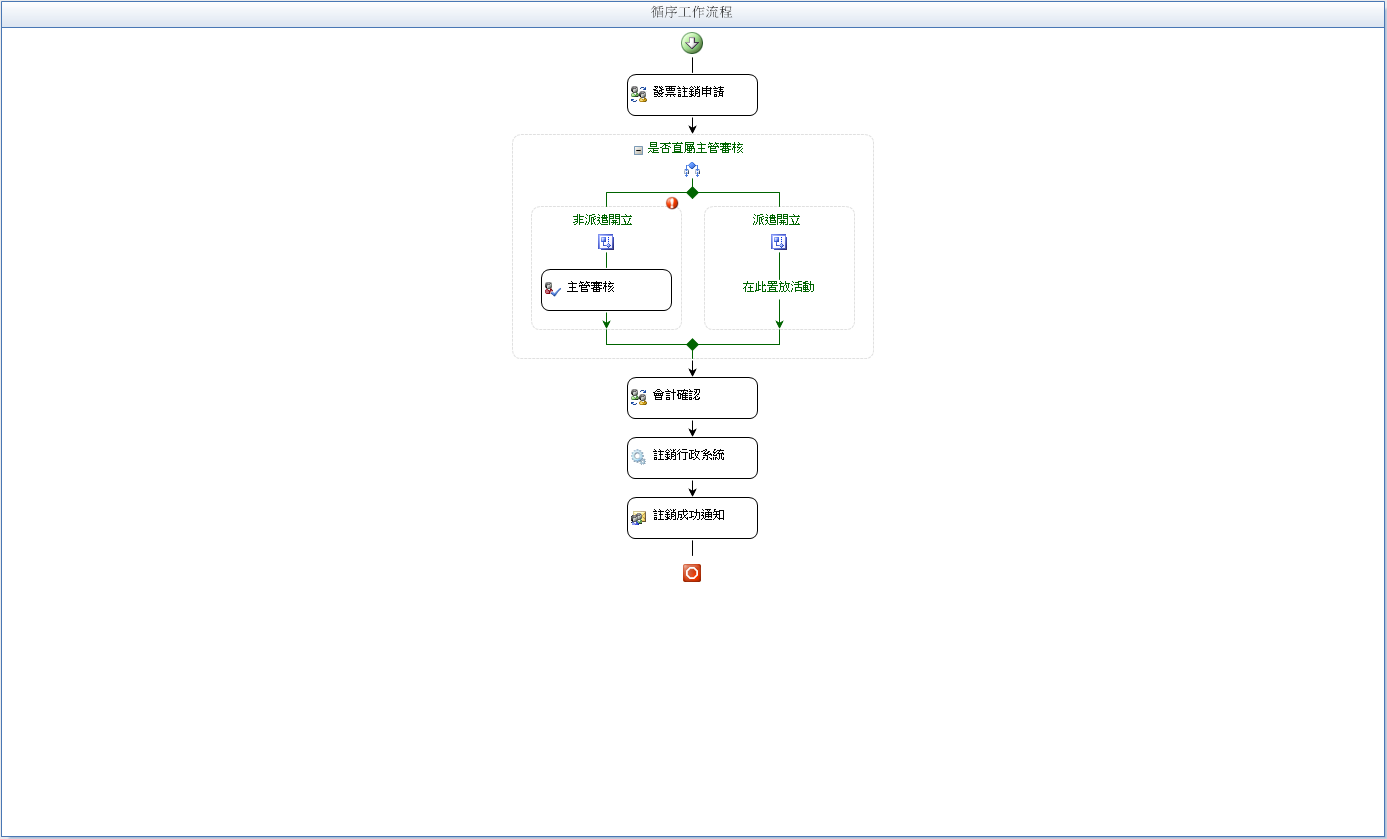 循序工作流程
發票註銷申請
是否直屬主管審核
非派遣開立
派遣開立
主管審核
在此置放活動
會計確認
註銷行政系統
註銷成功通知